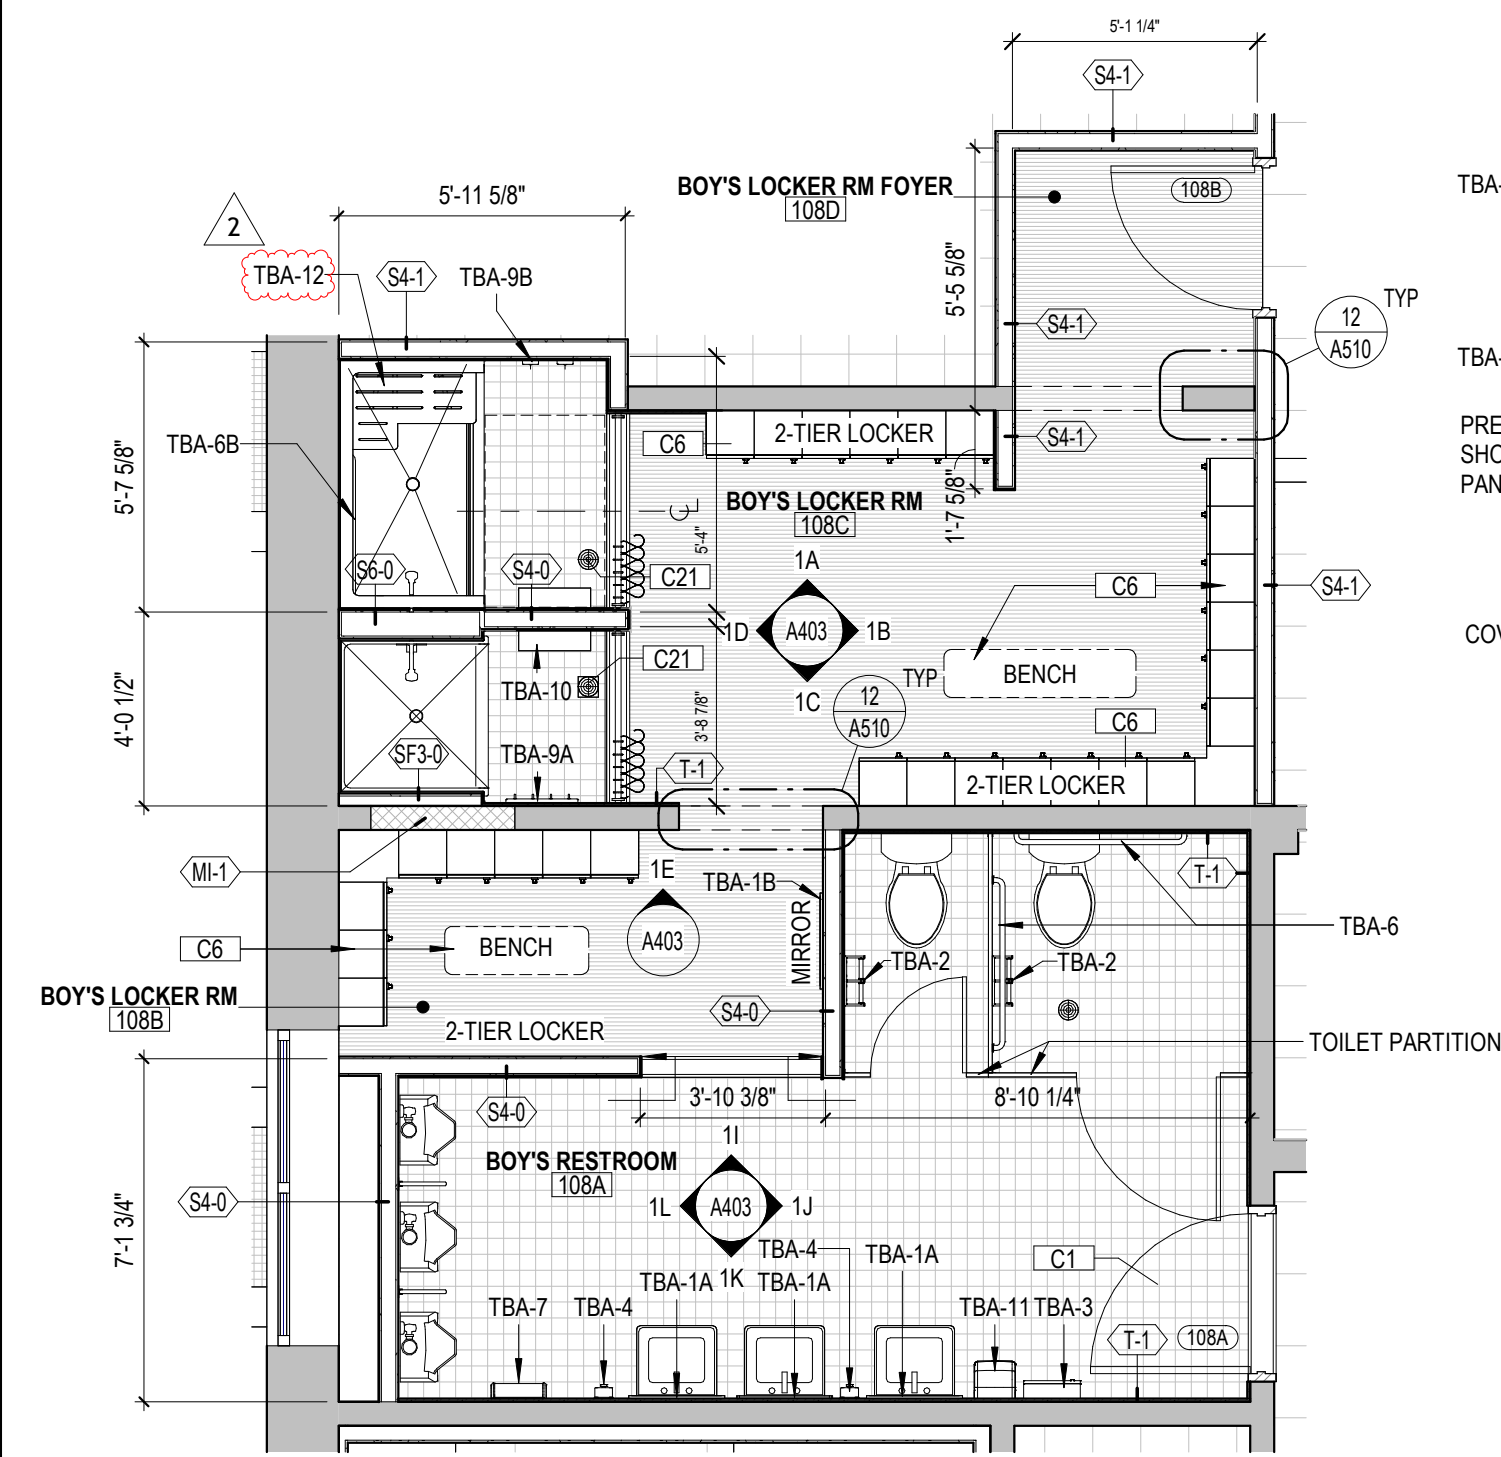 5'-1 1/4"
S4-1
BOY'S LOCKER RM FOYER
108D
108B
TBA-
5'-11 5/8"
2
TBA-12
S4-1
TBA-9B
5'-5 5/8"
S4-1
12
A510
TYP
TBA-
TBA-6B
5'-7 5/8"
C6
2-TIER LOCKER
S4-1
PRE
SHO
PAN
BOY'S LOCKER RM
108C
1'-7 5/8"
5'-4"
CL
S6-0
S4-0
C21
1A
1D
A403
1B
1C
C6
S4-1
COV
C21
BENCH
TYP
12
A510
C6
4'-0 1/2"
TBA-10
3'-8 7/8"
SF3-0
TBA-9A
T-1
2-TIER LOCKER
MI-1
1E
A403
TBA-1B
MIRROR
T-1
TBA-6
C6
BENCH
TBA-2
TBA-2
BOY'S LOCKER RM
108B
2-TIER LOCKER
S4-0
TOILET PARTITION
S4-0
3'-10 3/8"
8'-10 1/4"
BOY'S RESTROOM
108A
1I
1L
A403
1J
1K
S4-0
7'-1 3/4"
TBA-4
TBA-1A
C1
TBA-7
TBA-4
TBA-1A
TBA-1A
TBA-11
TBA-3
T-1
108A